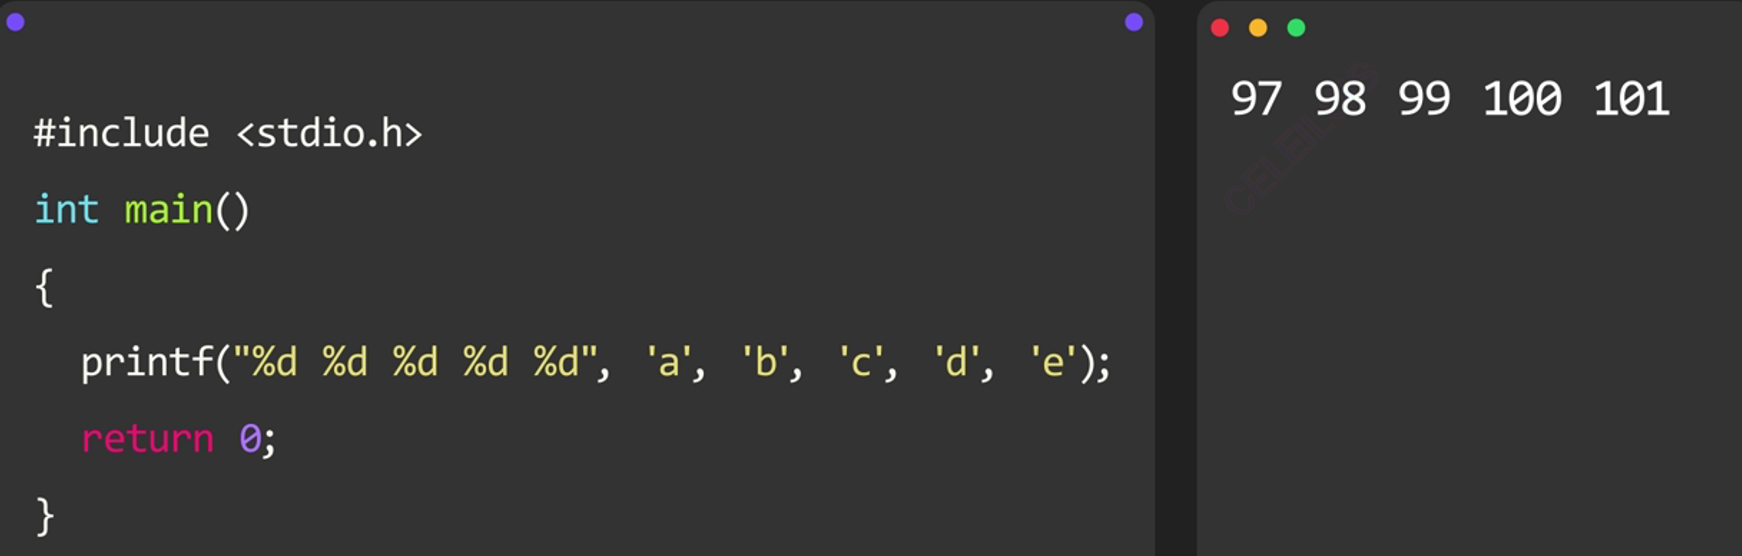 #include <stdio.h>
int main()
{
printf("%d %d %d %d %d", 'a', 'b', 'c', 'd', 'e');
return 0;
}
97 98 99 100 101